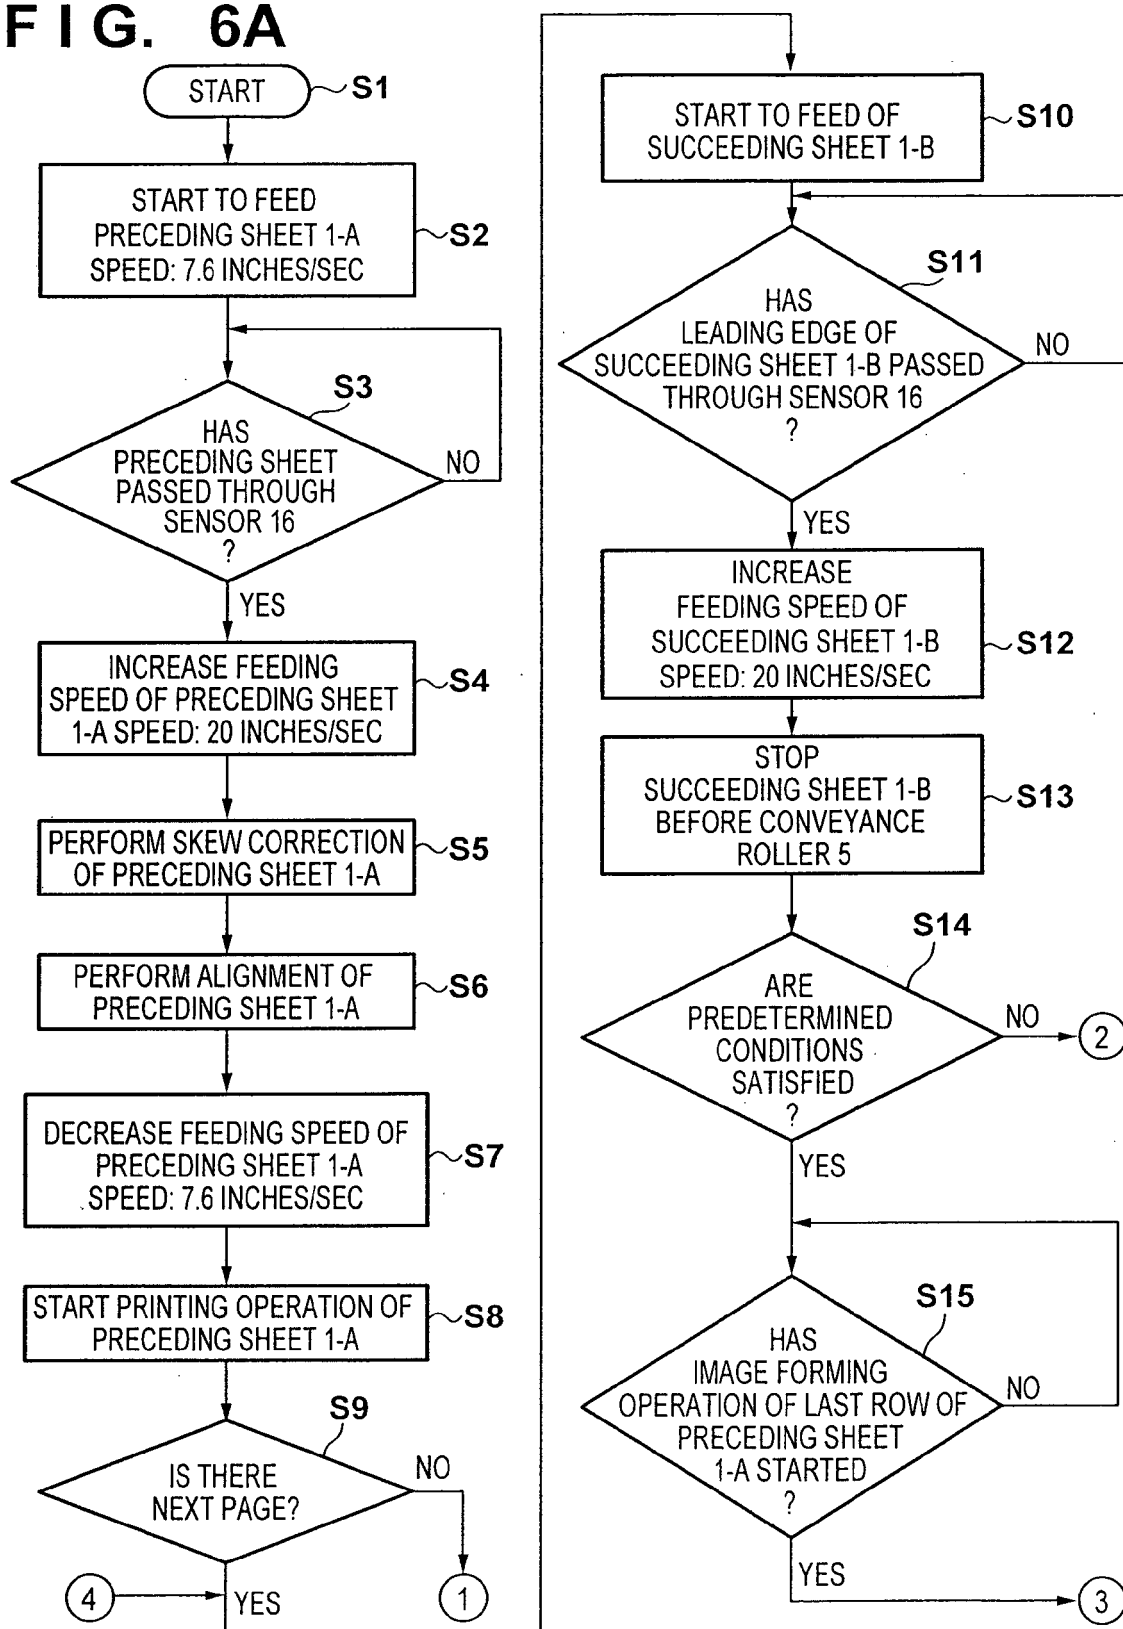 FIG. 6A
START
S1
START TO FEED
PRECEDING SHEET 1-A
SPEED: 7.6 INCHES/SEC
S2
S3
HAS
PRECEDING SHEET
PASSED THROUGH
SENSOR 16
?
NO
YES
INCREASE FEEDING
SPEED OF PRECEDING SHEET
1-A SPEED: 20 INCHES/SEC
S4
PERFORM SKEW CORRECTION
OF PRECEDING SHEET 1-A
S5
PERFORM ALIGNMENT OF
PRECEDING SHEET 1-A
S6
DECREASE FEEDING SPEED OF
PRECEDING SHEET 1-A
SPEED: 7.6 INCHES/SEC
S7
START PRINTING OPERATION OF
PRECEDING SHEET 1-A
S8
S9
IS THERE
NEXT PAGE?
NO
4
YES
1
START TO FEED OF
SUCCEEDING SHEET 1-B
S10
S11
HAS
LEADING EDGE OF
SUCCEEDING SHEET 1-B PASSED
THROUGH SENSOR 16
?
NO
YES
INCREASE
FEEDING SPEED OF
SUCCEEDING SHEET 1-B
SPEED: 20 INCHES/SEC
S12
STOP
SUCCEEDING SHEET 1-B
BEFORE CONVEYANCE
ROLLER 5
S13
S14
ARE
PREDETERMINED
CONDITIONS
SATISFIED
?
NO
2
YES
S15
HAS
IMAGE FORMING
OPERATION OF LAST ROW OF
PRECEDING SHEET
1-A STARTED
?
NO
YES
3